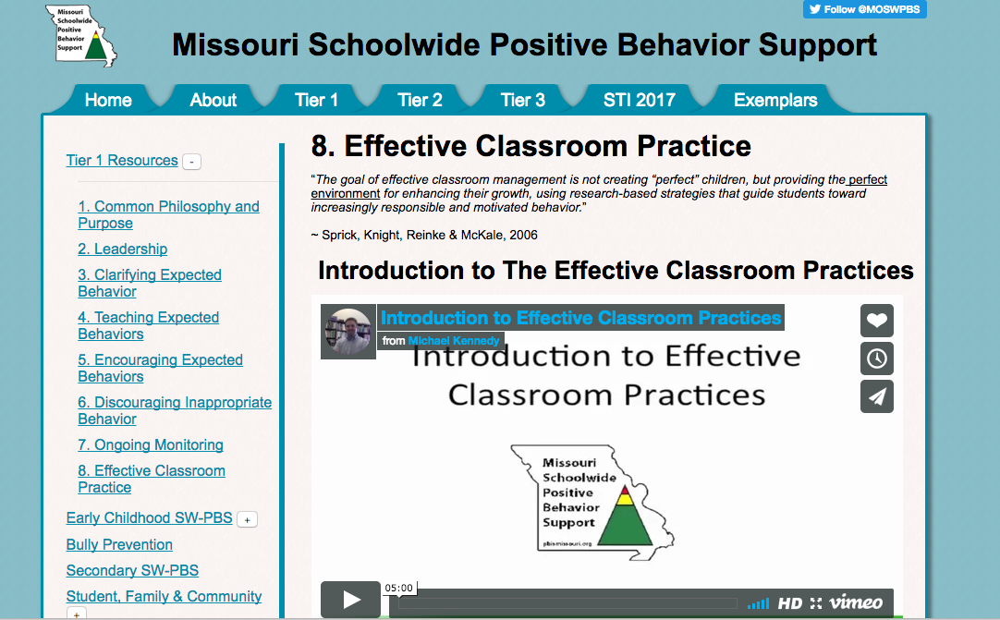 Missouri
Schoolwide
Positive
Behavior
Support
Follow @MOSWPBS
Missouri Schoolwide Positive Behavior Support
Home About Tier 1 Tier 2 Tier 3 STI 2017 Exemplars
Tier 1 Resources -
1. Common Philosophy and
Purpose
2. Leadership
3. Clarifying Expected
Behavior
4. Teaching Expected
Behaviors
5. Encouraging Expected
Behaviors
6. Discouraging Inappropriate
Behavior
7. Ongoing Monitoring
8. Effective Classroom
Practice
Early Childhood SW-PBS +
Bully Prevention
Secondary SW-PBS
Student, Family & Community
+
8. Effective Classroom Practice
“The goal of effective classroom management is not creating “perfect” children, but providing the perfect
environment for enhancing their growth, using research-based strategies that guide students toward
increasingly responsible and motivated behavior.”
~ Sprick, Knight, Reinke & McKale, 2006
Introduction to The Effective Classroom Practices
Introduction to Effective Classroom Practices
from Michael Kennedy
Introduction to Effective
Classroom Practices
Missouri
Schoolwide
Positive
Behavior
Support
pbismissouri.org
05:00
HD vimeo